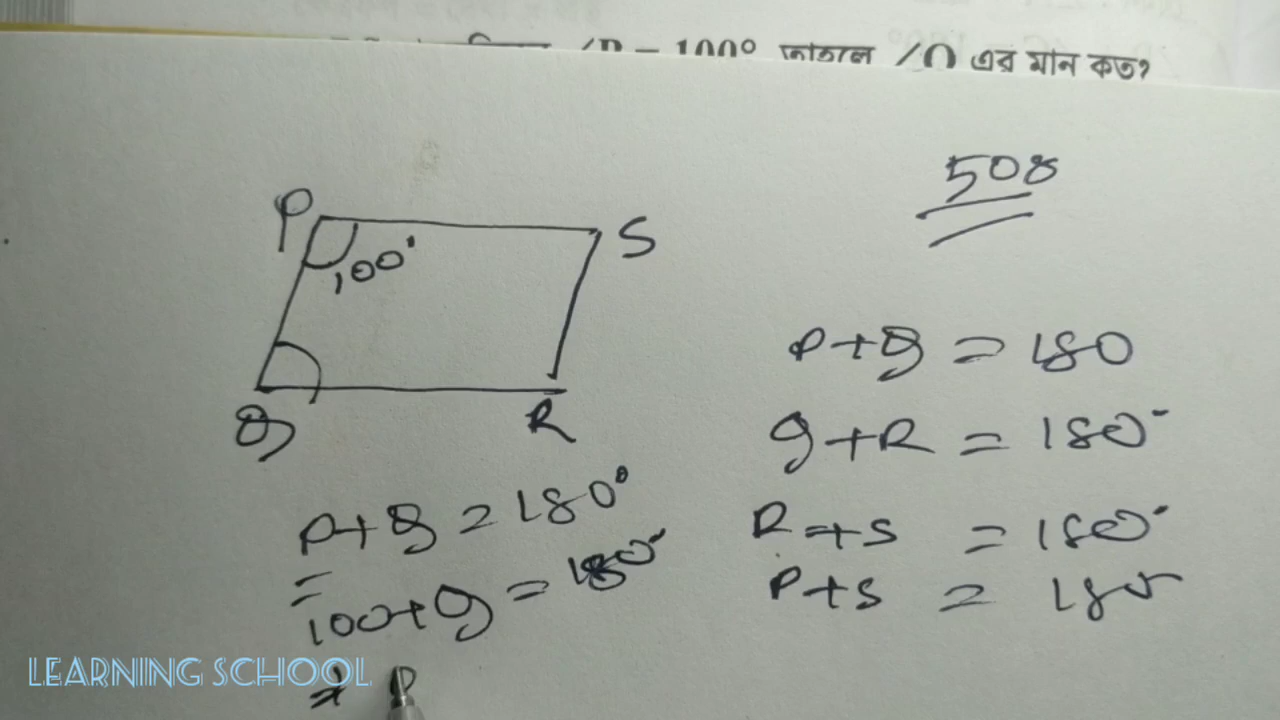 = 100° তাহলে ∠Q এর মান কত?
508
P
S
100°
Q
R
P+Q = 180
Q+R = 180°
R+S = 180°
P+S = 180
P+Q = 180°
=
100+Q = 180°
LEARNING SCHOOL